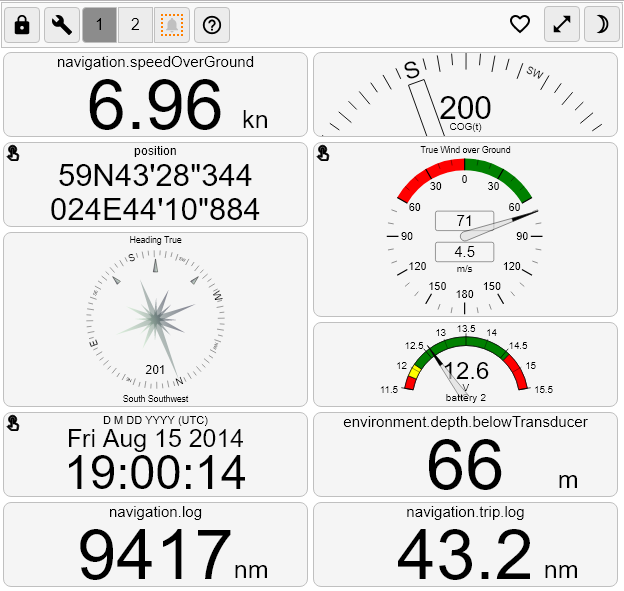 1 2
navigation.speedOverGround
6.96 kn
S SW
200
COG(t)
position
59N43'28"344
024E44'10"884
True Wind over Ground
0
30 30
60 60
71
90 90
4.5
m/s
120 120
150 150
180
Heading True
S
W
E
N
201
South Southwest
13 13.5 14
12.5 14.5
12 15
11.5 15.5
12.6
V
battery 2
D M DD YYYY (UTC)
Fri Aug 15 2014
19:00:14
environment.depth.belowTransducer
66 m
navigation.log
9417 nm
navigation.trip.log
43.2 nm